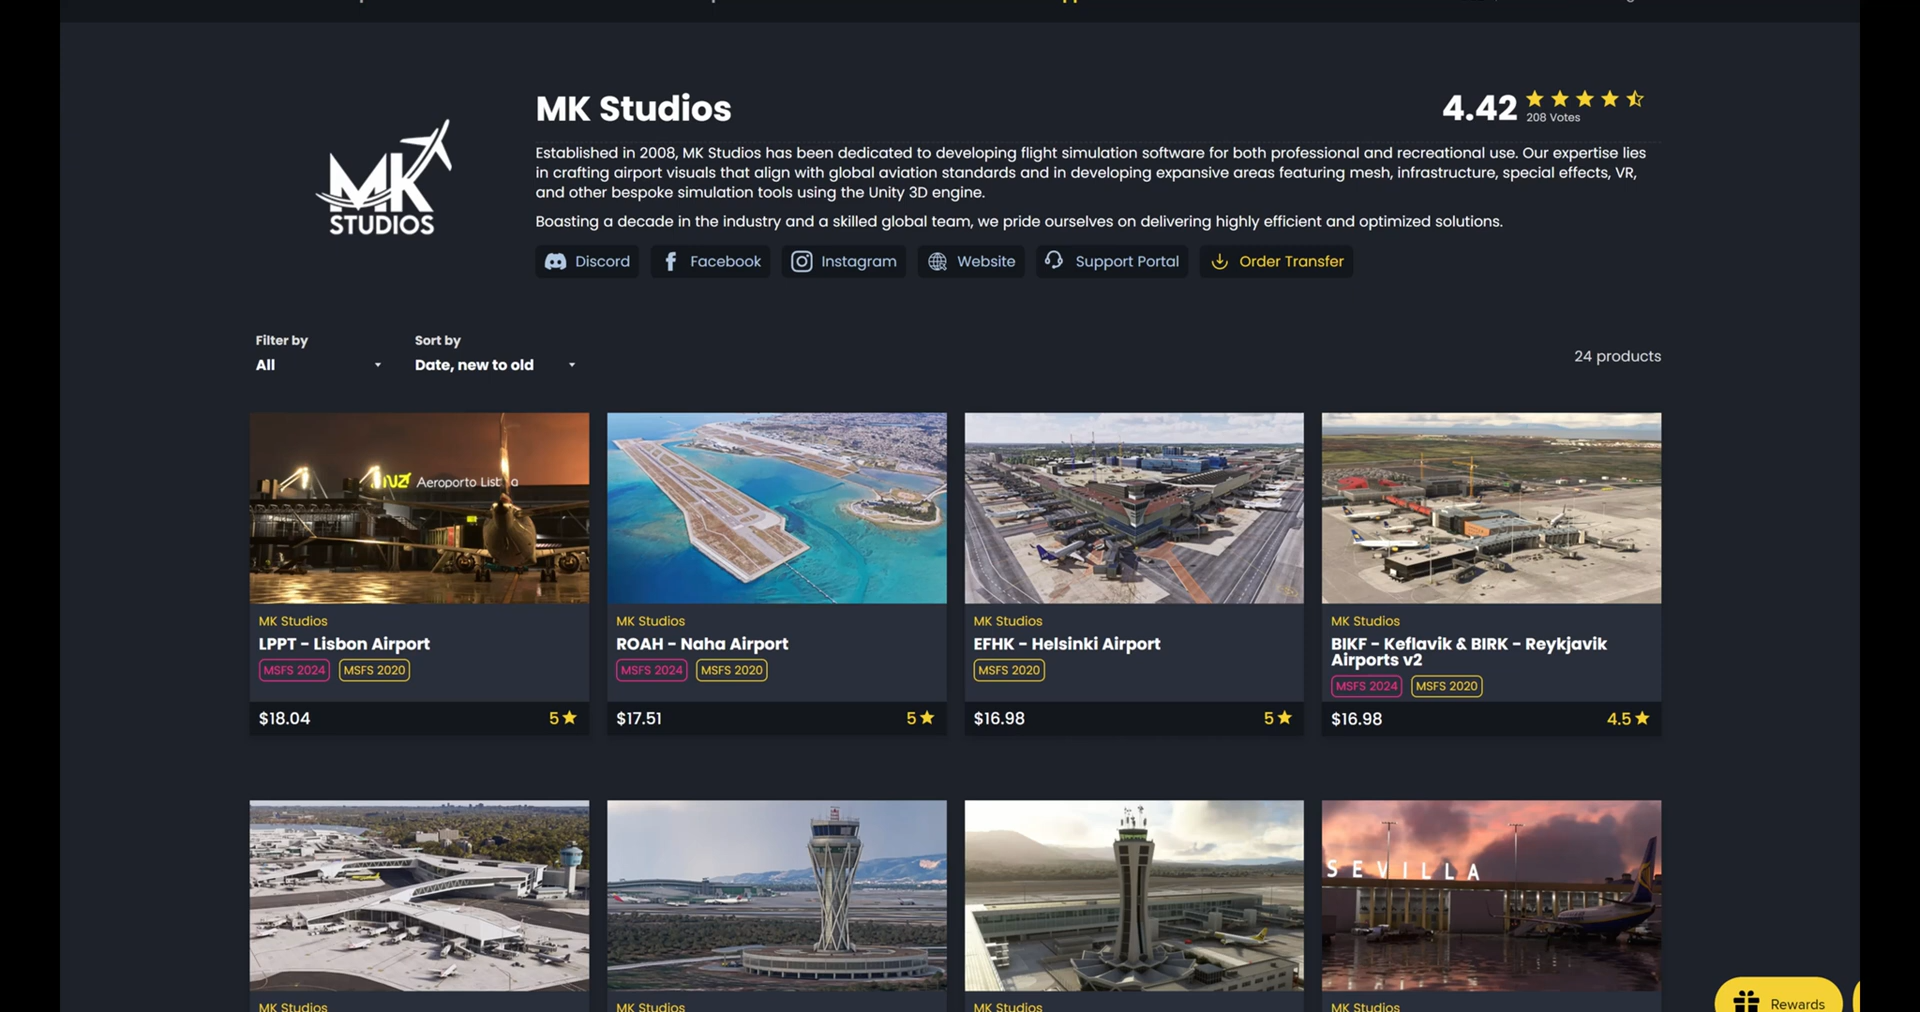 MK Studios
4.42
208 Votes
MK
STUDIOS
Established in 2008, MK Studios has been dedicated to developing flight simulation software for both professional and recreational use. Our expertise lies
in crafting airport visuals that align with global aviation standards and in developing expansive areas featuring mesh, infrastructure, special effects, VR,
and other bespoke simulation tools using the Unity 3D engine.
Boasting a decade in the industry and a skilled global team, we pride ourselves on delivering highly efficient and optimized solutions.
Discord
Facebook
Instagram
Website
Support Portal
Order Transfer
Filter by
All
Sort by
Date, new to old
24 products
Aeroporto
MK Studios
LPPT - Lisbon Airport
MSFS 2024
MSFS 2020
$18.04
5
MK Studios
ROAH - Naha Airport
MSFS 2024
MSFS 2020
$17.51
5
MK Studios
EFHK - Helsinki Airport
MSFS 2020
$16.98
5
MK Studios
BIKF - Keflavik & BIRK - Reykjavik
Airports v2
MSFS 2024
MSFS 2020
$16.98
4.5
SEVILLA
MK Studios
MK Studios
MK Studios
MK Studios
Rewards